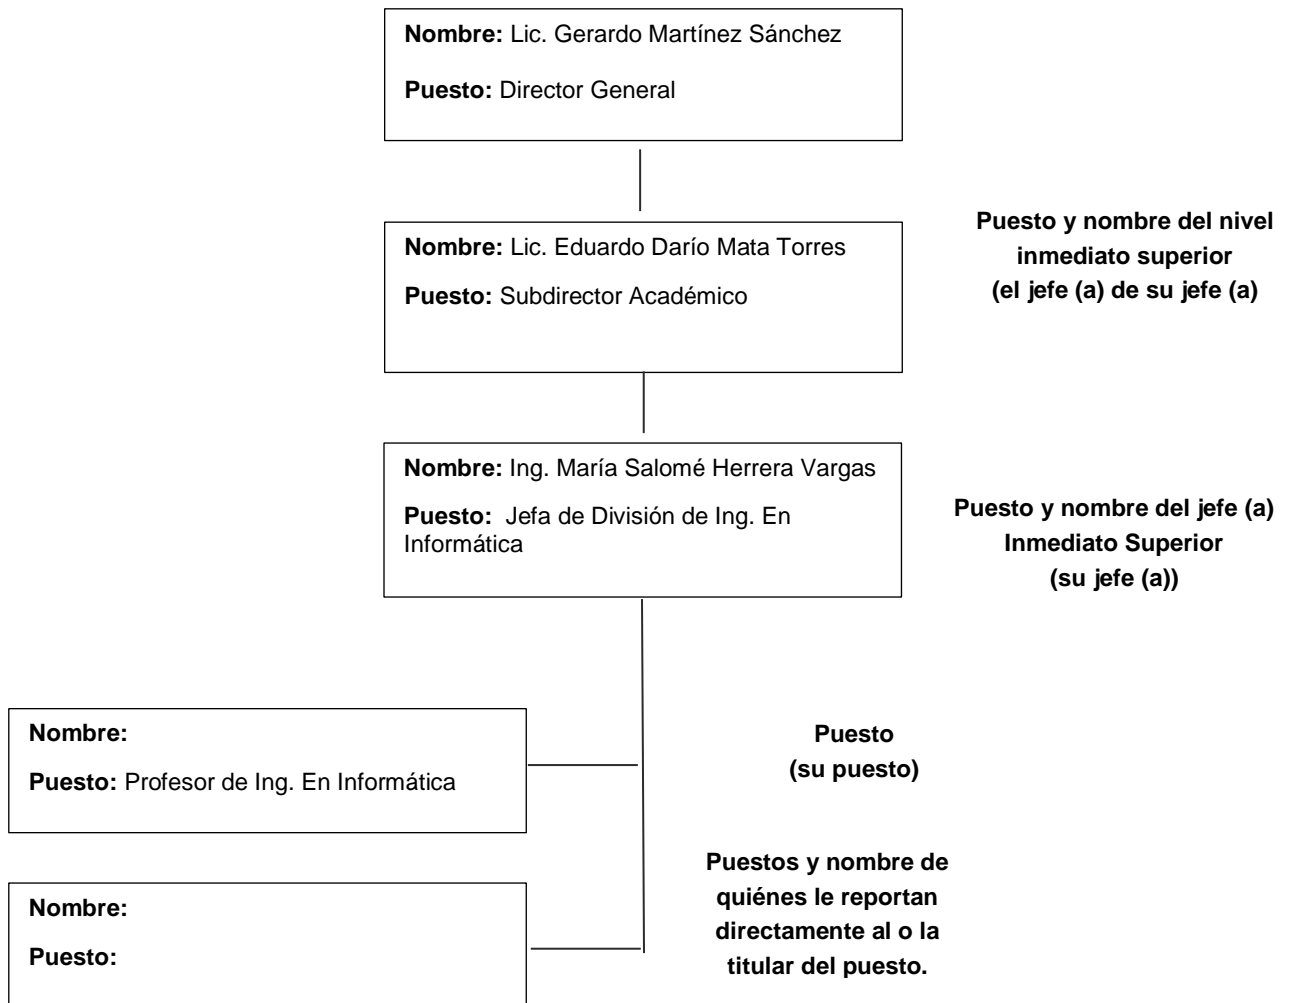 Nombre: Lic. Gerardo Martínez Sánchez
Puesto: Director General
Nombre: Lic. Eduardo Darío Mata Torres
Puesto: Subdirector Académico
Puesto y nombre del nivel
inmediato superior
(el jefe (a) de su jefe (a)
Nombre: Ing. María Salomé Herrera Vargas
Puesto: Jefa de División de Ing. En
Informática
Puesto y nombre del jefe (a)
Inmediato Superior
(su jefe (a))
Nombre:
Puesto: Profesor de Ing. En Informática
Puesto
(su puesto)
Nombre:
Puesto:
Puestos y nombre de
quiénes le reportan
directamente al o la
titular del puesto.